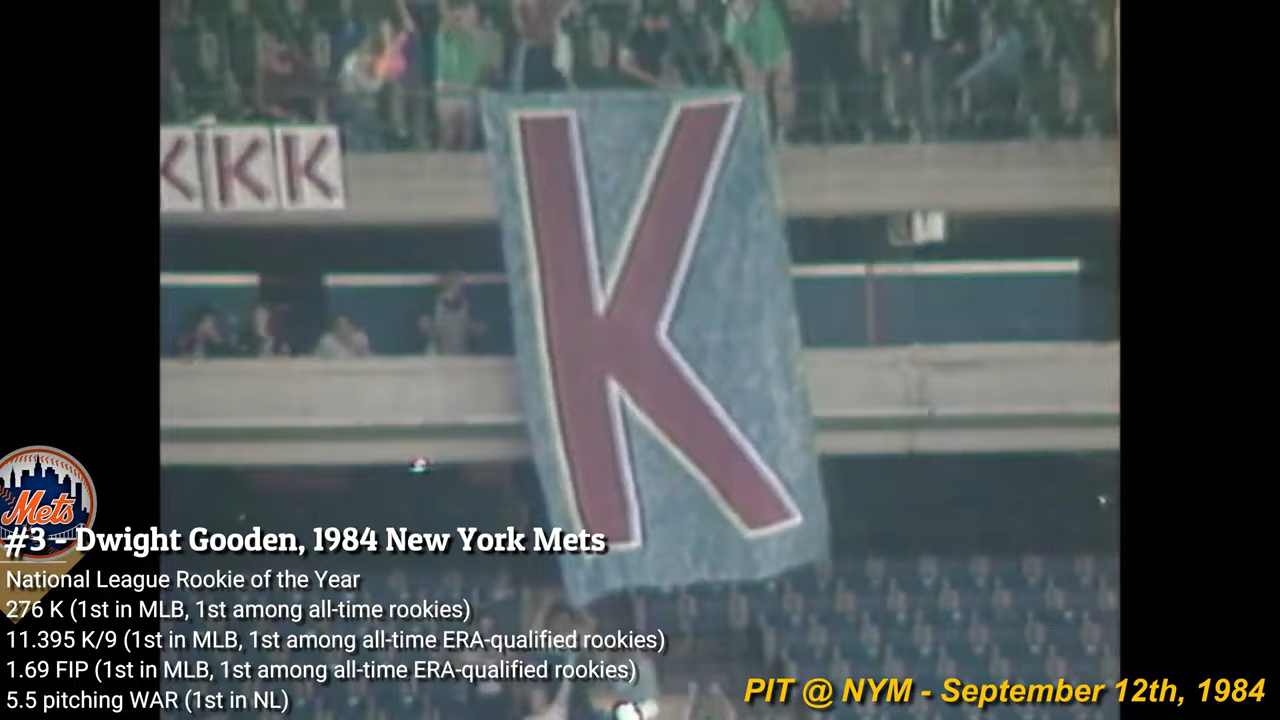 K K K
K
Mets
#3 - Dwight Gooden, 1984 New York Mets
National League Rookie of the Year
276 K (1st in MLB, 1st among all-time rookies)
11.395 K/9 (1st in MLB, 1st among all-time ERA-qualified rookies)
1.69 FIP (1st in MLB, 1st among all-time ERA-qualified rookies)
5.5 pitching WAR (1st in NL)
PIT @ NYM - September 12th, 1984